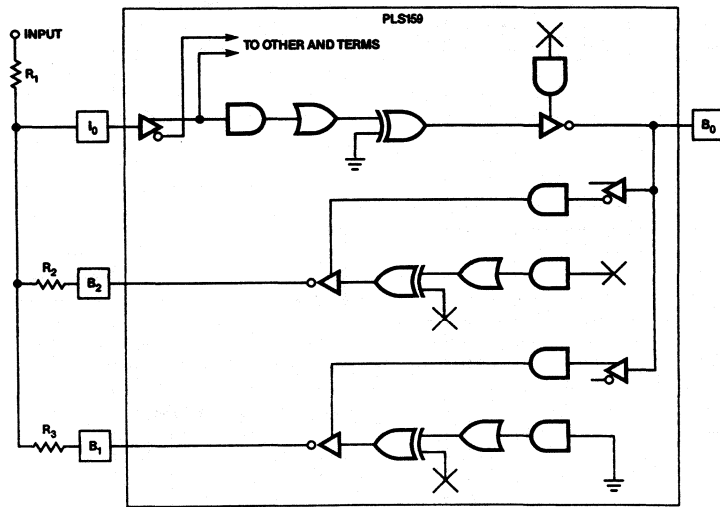 PLS159
INPUT
TO OTHER AND TERMS
R1
I0
B0
R2
B2
R3
B1